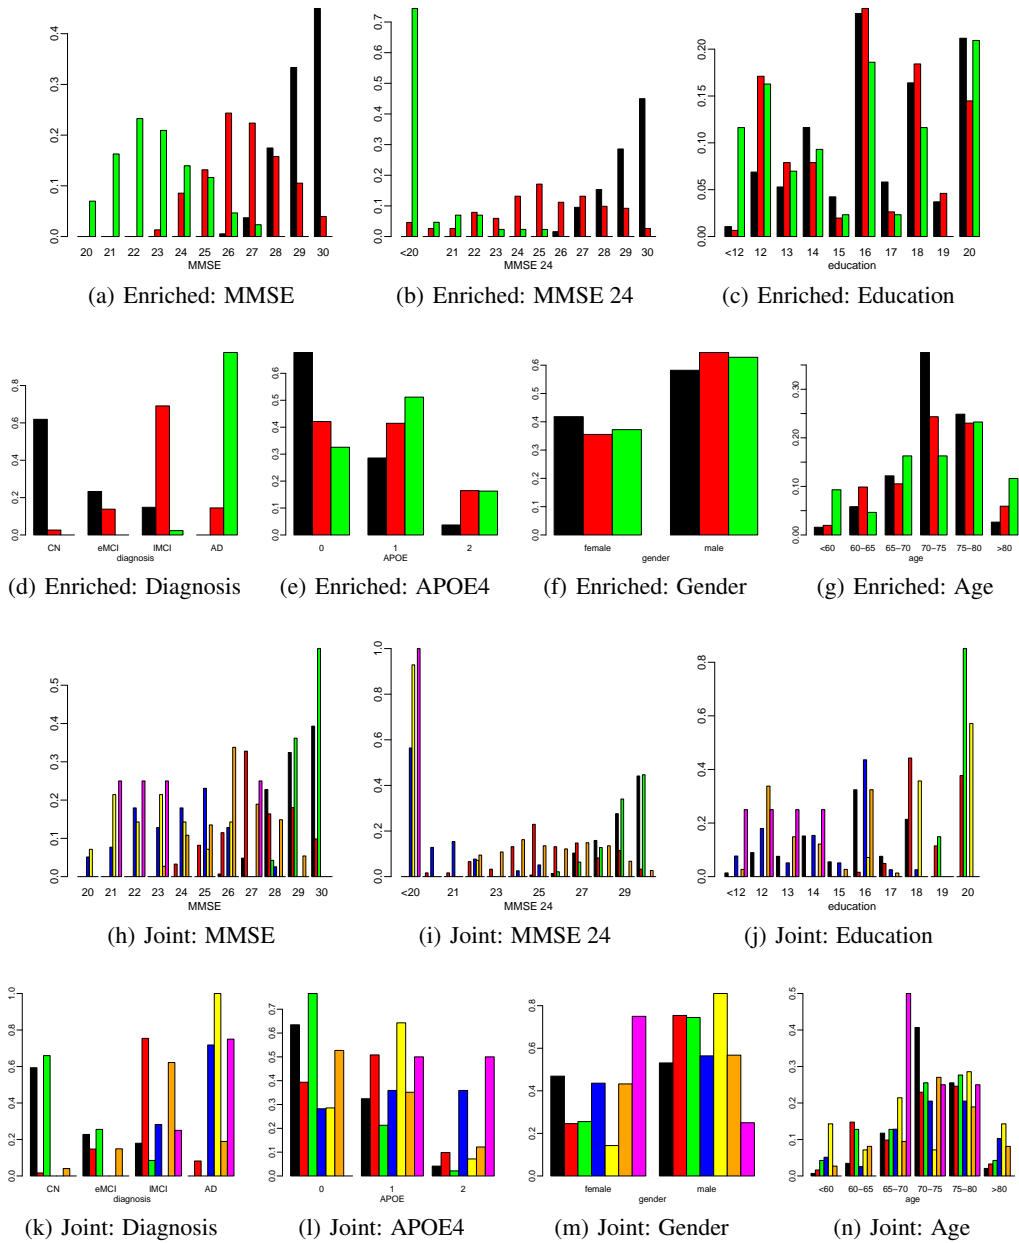 0.0 0.1 0.2 0.3 0.4
20 21 22 23 24 25 26 27 28 29 30
MMSE
(a) Enriched: MMSE
0.0 0.1 0.2 0.3 0.4 0.5 0.6 0.7
<20 21 22 23 24 25 26 27 28 29 30
MMSE 24
(b) Enriched: MMSE 24
0.00 0.05 0.10 0.15 0.20
<12 12 13 14 15 16 17 18 19 20
education
(c) Enriched: Education
0.0 0.2 0.4 0.6 0.8
CN eMCI lMCI AD
diagnosis
(d) Enriched: Diagnosis
0.0 0.1 0.2 0.3 0.4 0.5 0.6
0 1 2
APOE
(e) Enriched: APOE4
0.0 0.1 0.2 0.3 0.4 0.5 0.6
female male
gender
(f) Enriched: Gender
0.00 0.10 0.20 0.30
<60 60−65 65−70 70−75 75−80 >80
age
(g) Enriched: Age
0.0 0.1 0.2 0.3 0.4 0.5
20 21 22 23 24 25 26 27 28 29 30
MMSE
(h) Joint: MMSE
0.0 0.2 0.4 0.6 0.8 1.0
<20 21 23 25 27 29
MMSE 24
(i) Joint: MMSE 24
0.0 0.2 0.4 0.6 0.8
<12 12 13 14 15 16 17 18 19 20
education
(j) Joint: Education
0.0 0.2 0.4 0.6 0.8 1.0
CN eMCI lMCI AD
diagnosis
(k) Joint: Diagnosis
0.0 0.1 0.2 0.3 0.4 0.5 0.6 0.7
0 1 2
APOE
(l) Joint: APOE4
0.0 0.2 0.4 0.6 0.8
female male
gender
(m) Joint: Gender
0.0 0.1 0.2 0.3 0.4 0.5
<60 60−65 65−70 70−75 75−80 >80
age
(n) Joint: Age